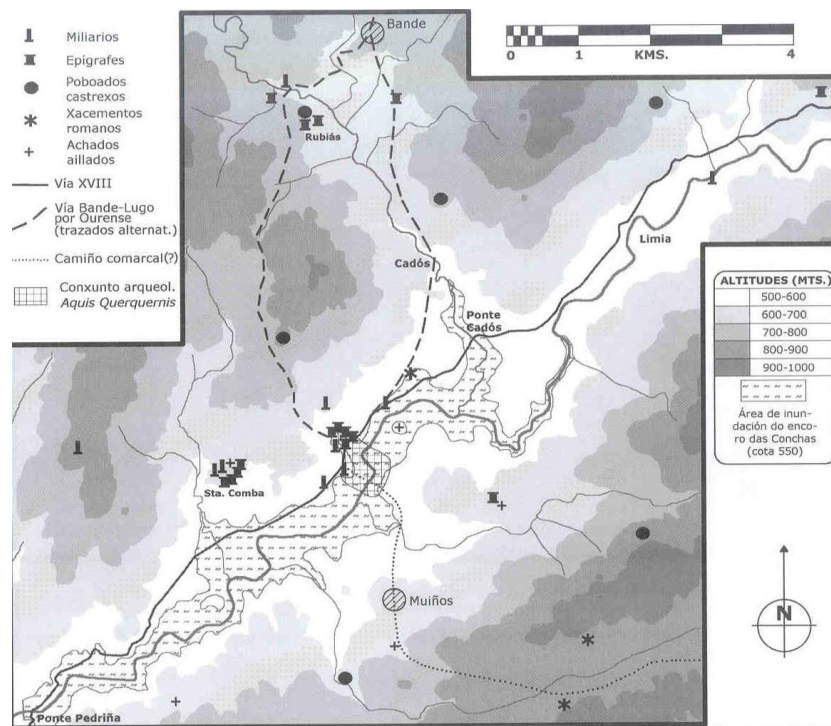 Miliarios
Epígrafes
Poboados
castrexos
Xacementos
romanos
Achados
aillados
Vía XVIII
Vía Bande-Lugo
por Ourense
(trazados alternat.)
Camiño comarcal(?)
Conxunto arqueol.
Aquis Querquernis
Bande
0 1 KMS. 4
Rubiás
Cadós
Limia
Ponte
Cadós
Sta. Comba
Muiños
Ponte Pedriña
ALTITUDES (MTS.)
500-600
600-700
700-800
800-900
900-1000
Área de inun-
dación do enco-
ro das Conchas
(cota 550)
N